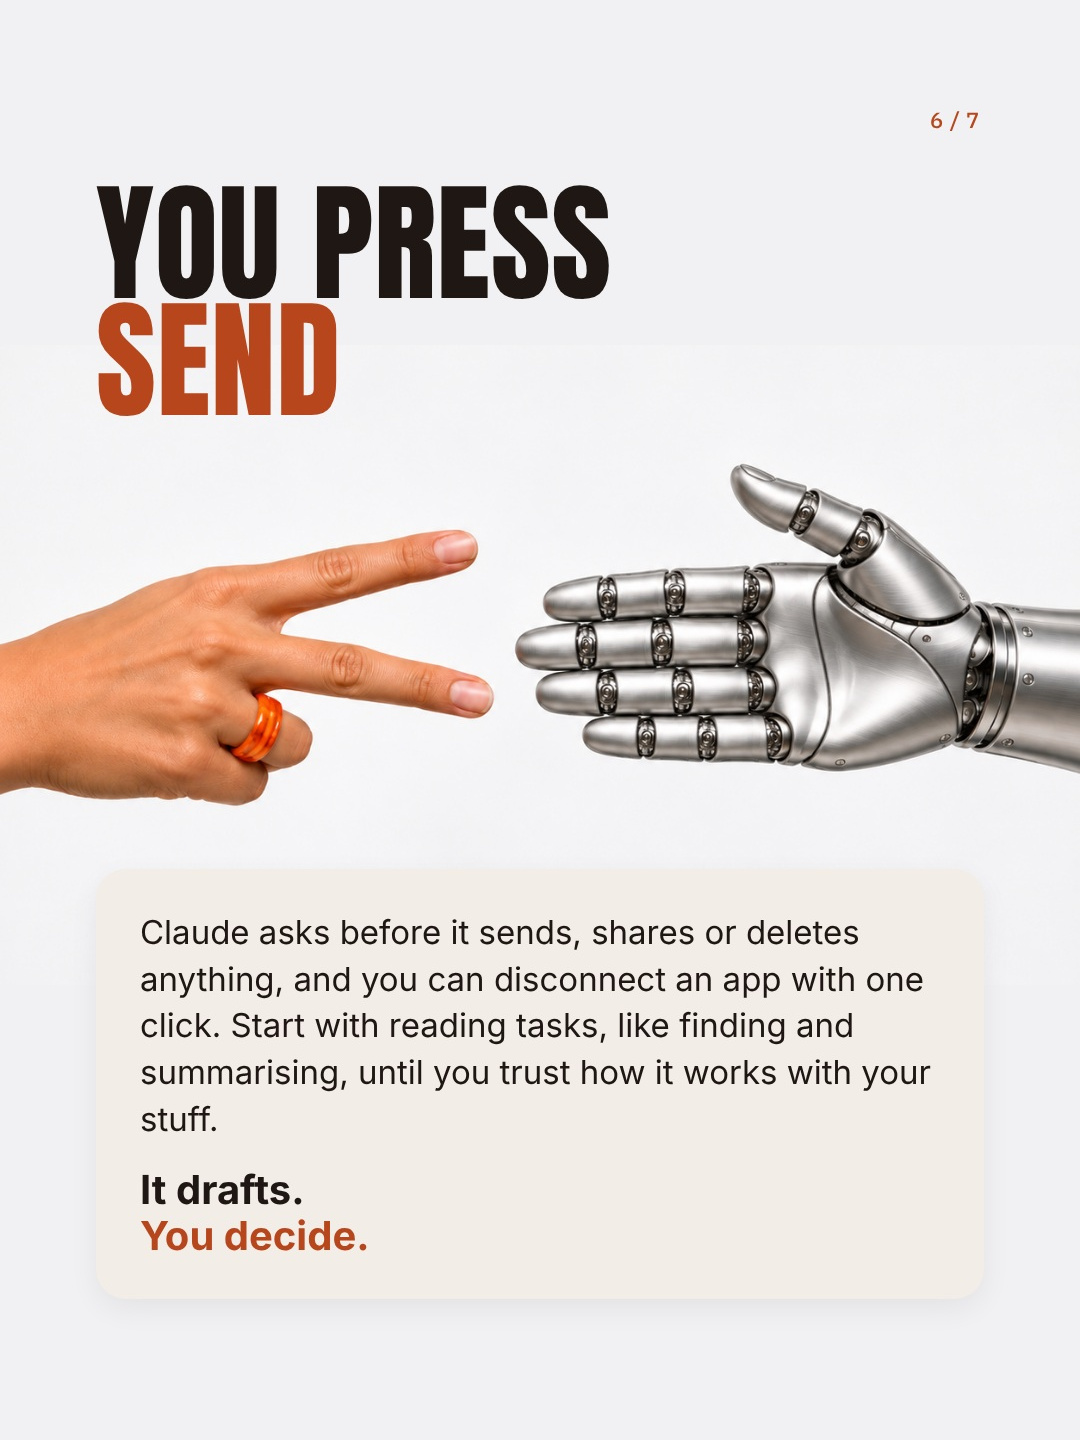 6 / 7
YOU PRESS
SEND
Claude asks before it sends, shares or deletes
anything, and you can disconnect an app with one
click. Start with reading tasks, like finding and
summarising, until you trust how it works with your
stuff.
It drafts.
You decide.